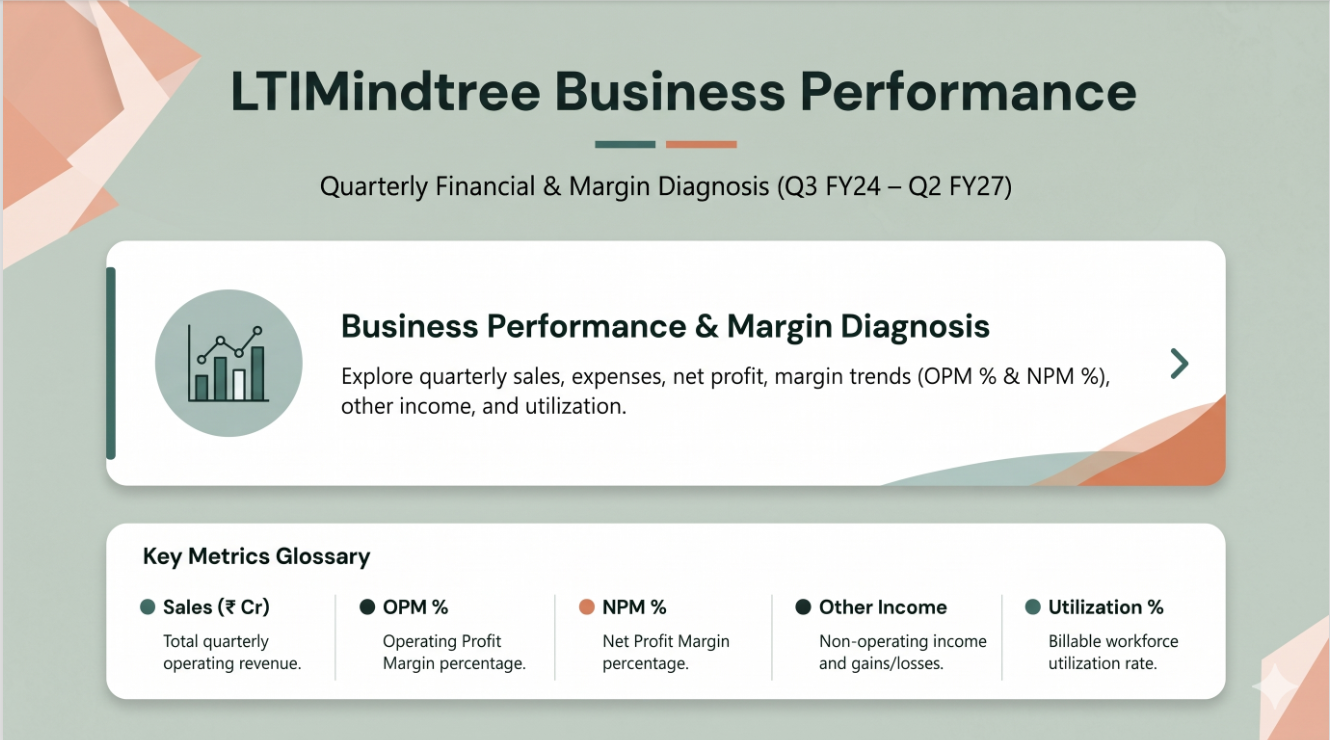 LTIMindtree Business Performance
Quarterly Financial & Margin Diagnosis (Q3 FY24 – Q2 FY27)
Business Performance & Margin Diagnosis
Explore quarterly sales, expenses, net profit, margin trends (OPM % & NPM %),
other income, and utilization.
Key Metrics Glossary
Sales (₹ Cr)
Total quarterly
operating revenue.
OPM %
Operating Profit
Margin percentage.
NPM %
Net Profit Margin
percentage.
Other Income
Non-operating income
and gains/losses.
Utilization %
Billable workforce
utilization rate.